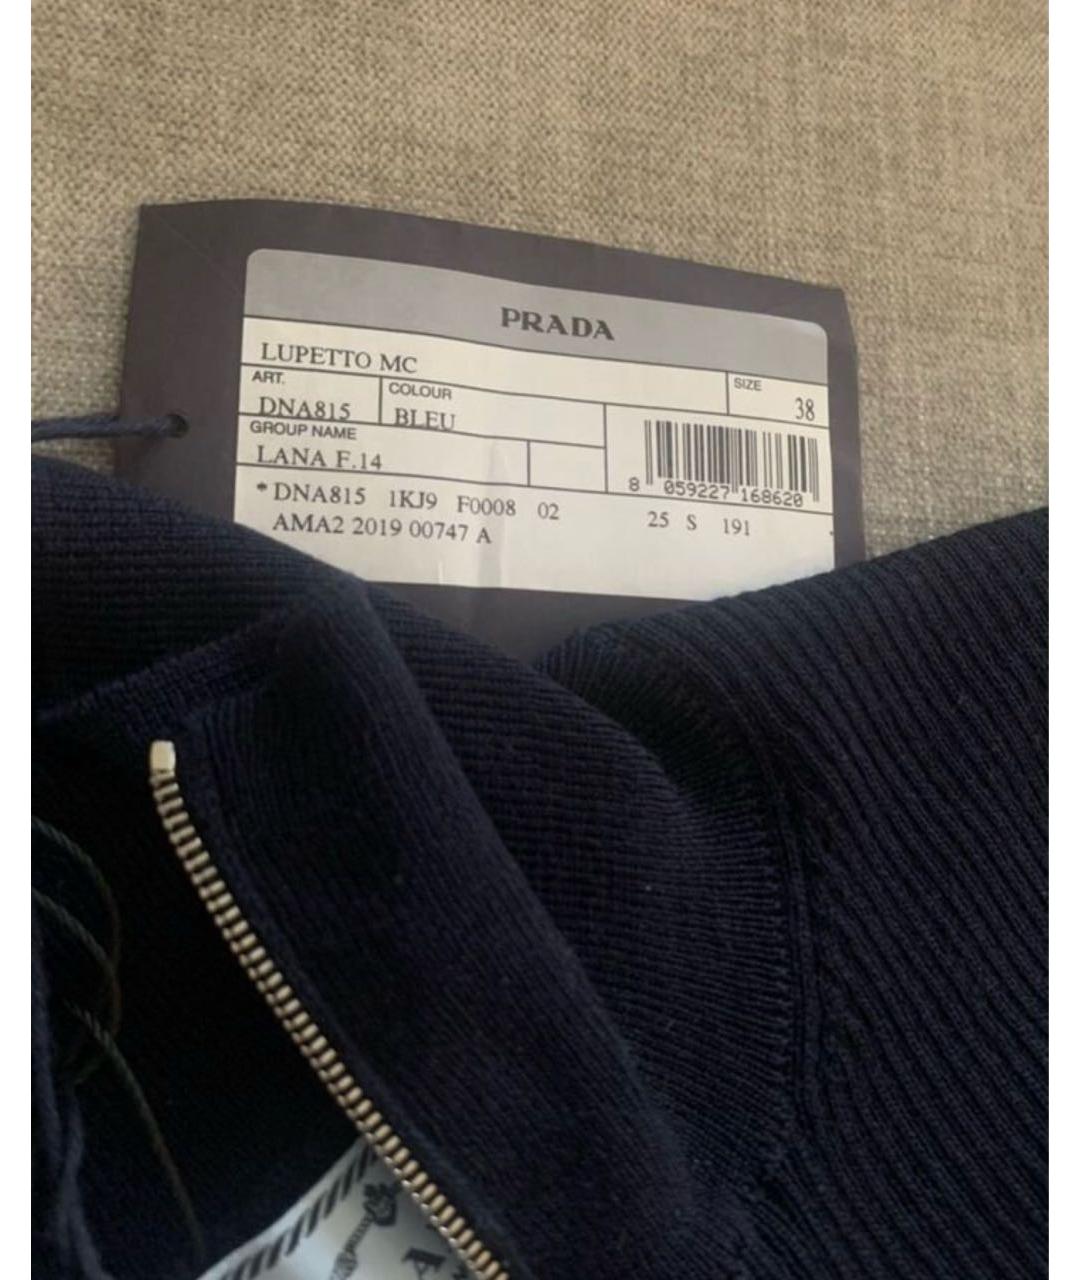 PRADA
LUPETTO MC
ART. COLOUR SIZE
DNA815 BLEU 38
GROUP NAME
LANA F.14
8 059227 168620
*DNA815 1KJ9 F0008 02 25 S 191
AMA2 2019 00747 A
A